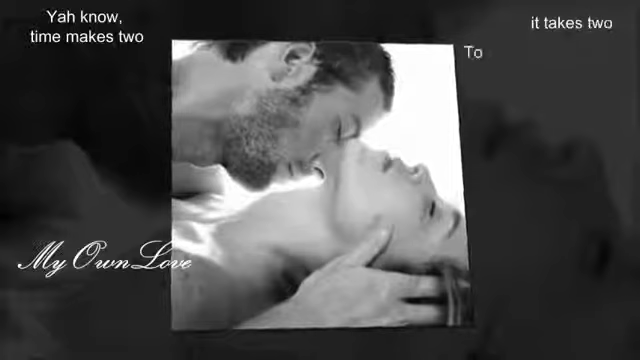 Yah know,
time makes two
it takes two
To
My Own Love